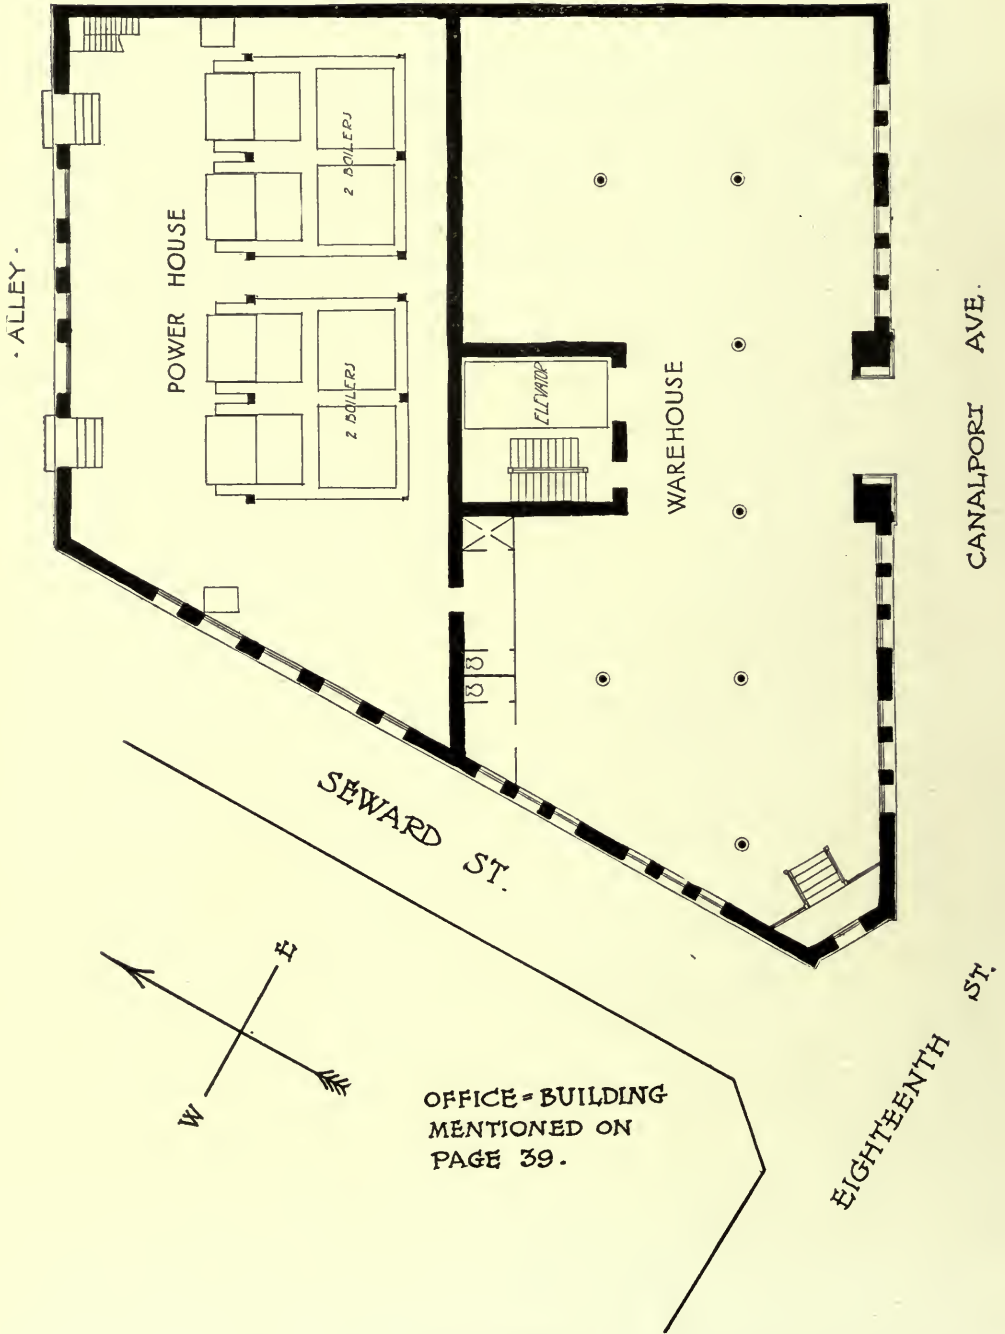 · ALLEY ·
POWER HOUSE
2 BOILERS
2 BOILERS
ELEVATOR
WAREHOUSE
CANALPORT AVE.
SEWARD ST.
E
W
OFFICE=BUILDING
MENTIONED ON
PAGE 39.
EIGHTEENTH ST.